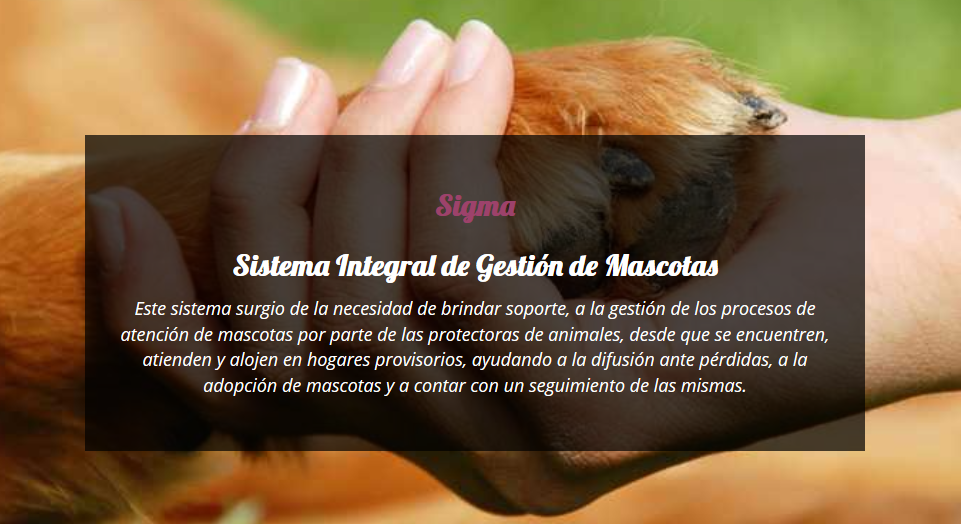 Sigma
Sistema Integral de Gestión de Mascotas
Este sistema surgio de la necesidad de brindar soporte, a la gestión de los procesos de
atención de mascotas por parte de las protectoras de animales, desde que se encuentren,
atienden y alojen en hogares provisorios, ayudando a la difusión ante pérdidas, a la
adopción de mascotas y a contar con un seguimiento de las mismas.